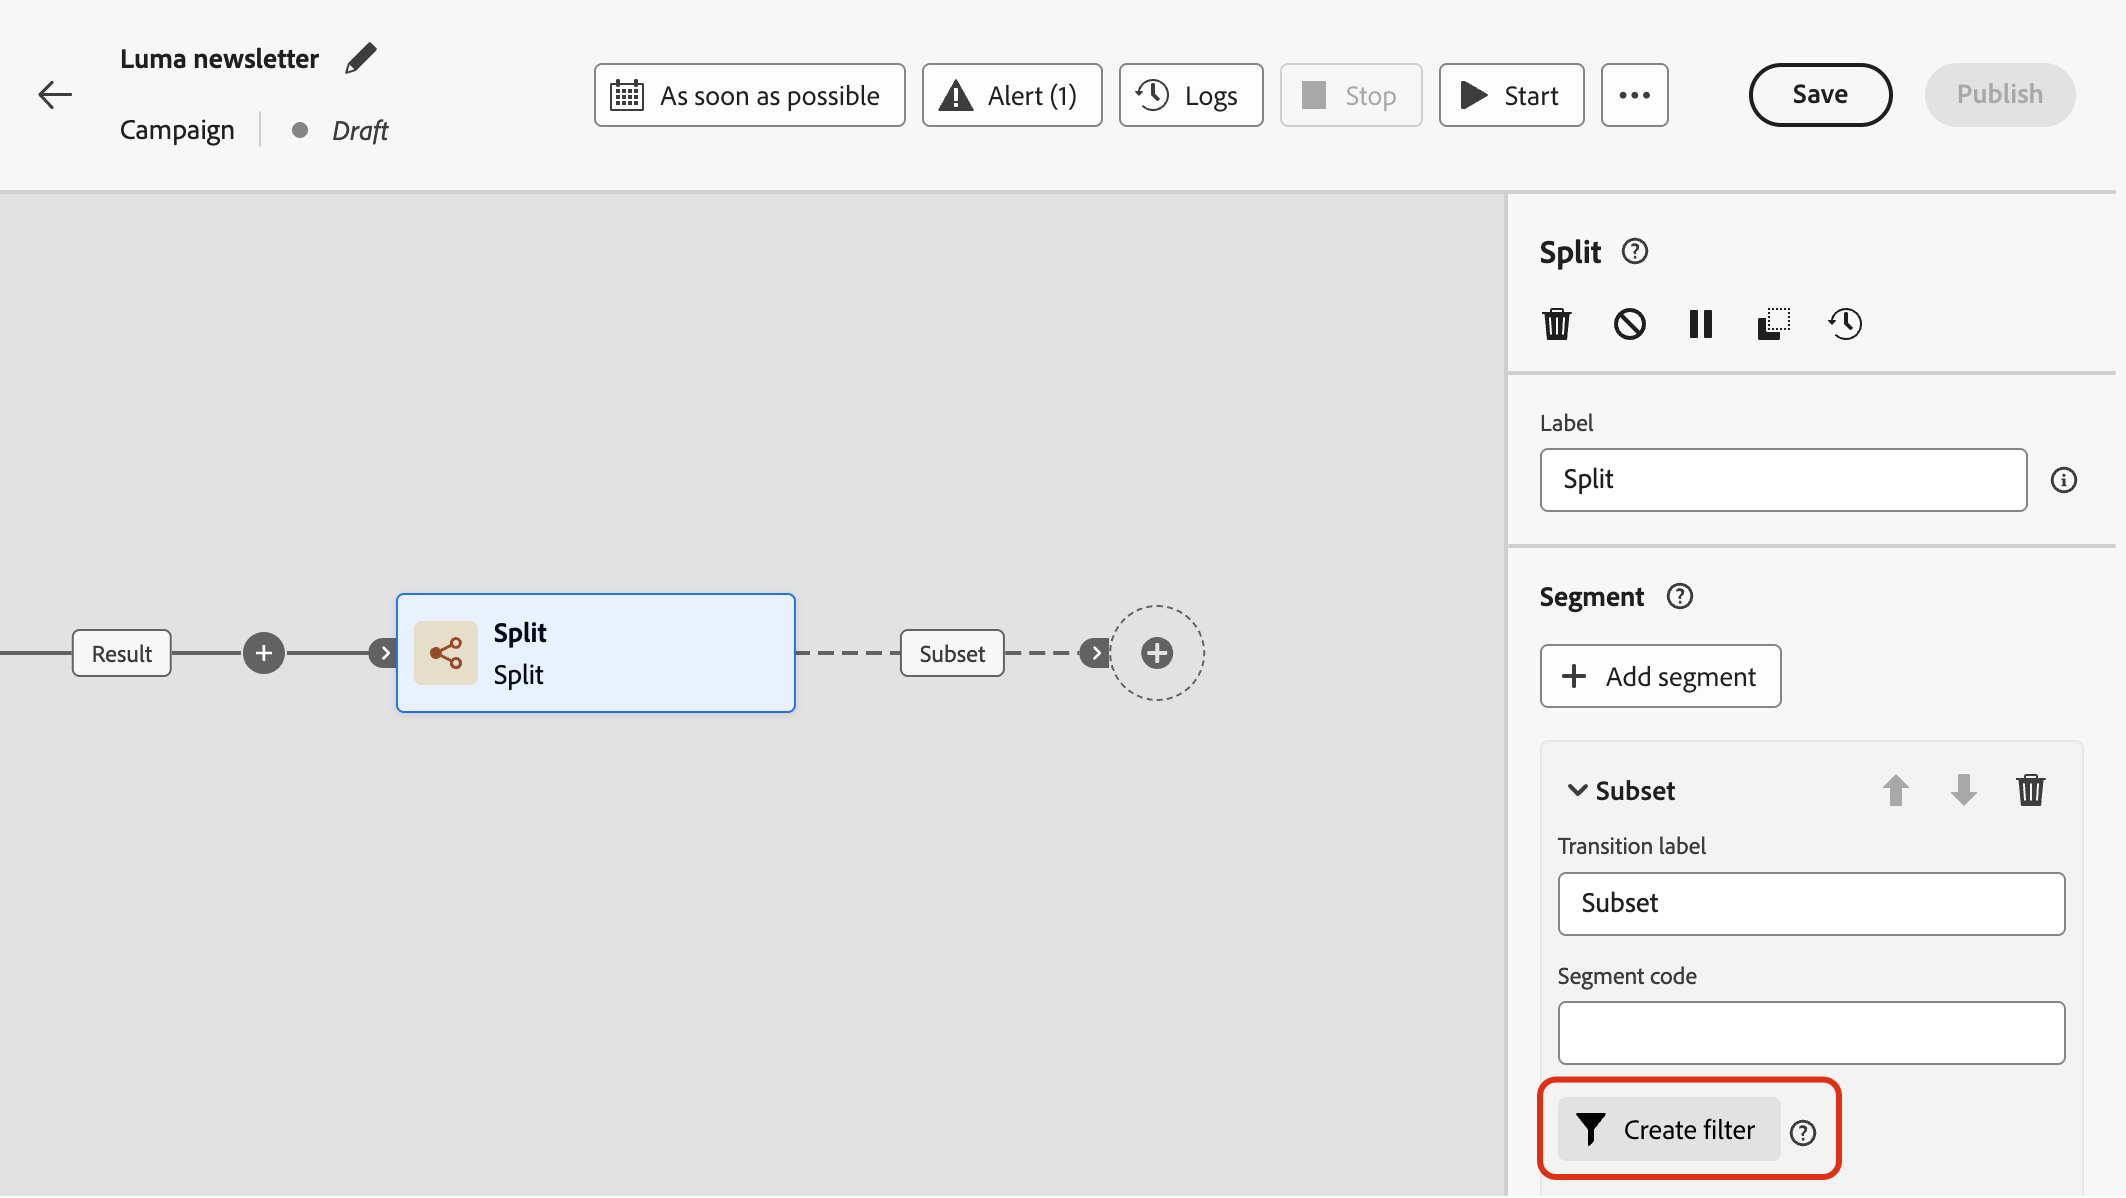 Luma newsletter
Campaign
Draft
As soon as possible
Alert (1)
Logs
Stop
Start
Save
Publish
Result
Split
Split
Subset
Split
Label
Split
Segment
Add segment
Subset
Transition label
Subset
Segment code
Create filter